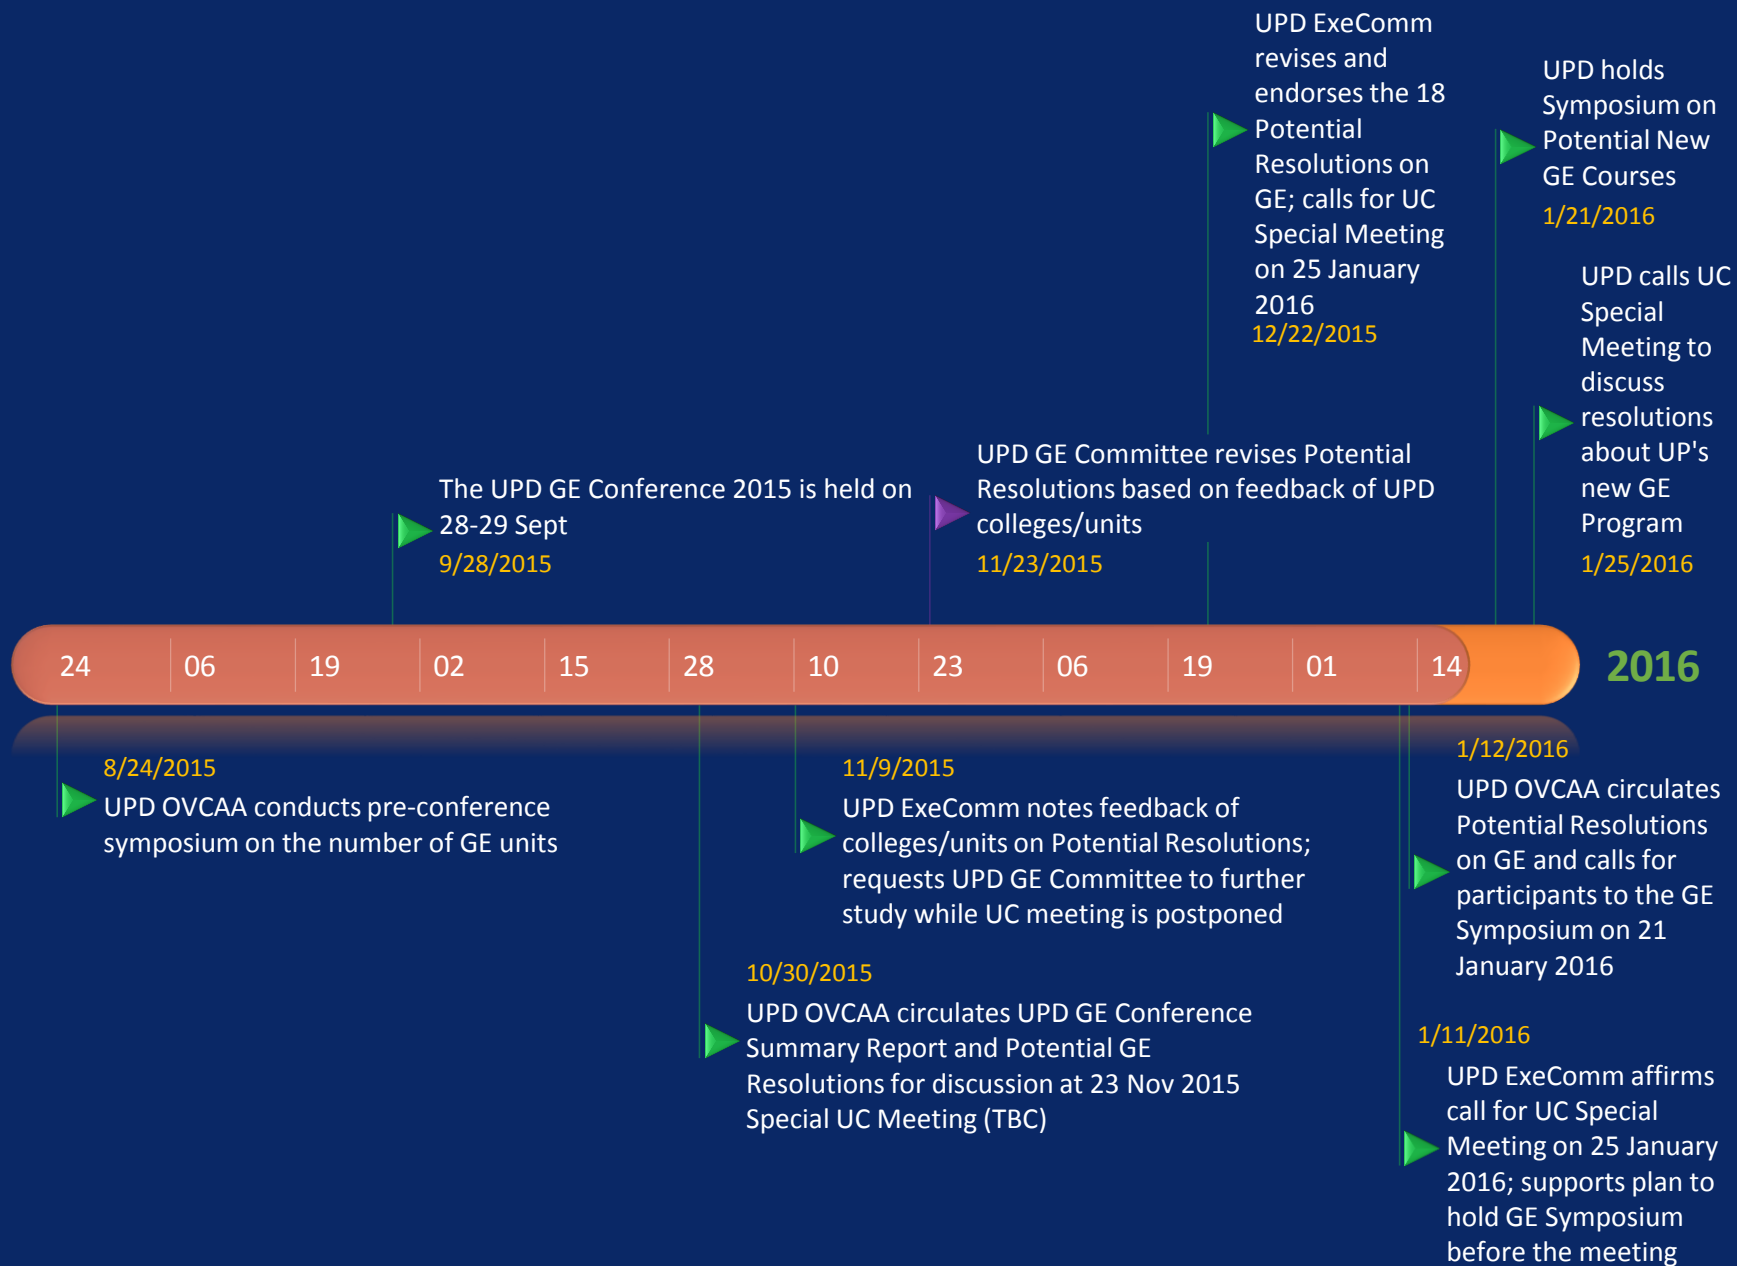 UPD ExeComm
revises and
endorses the 18
Potential
Resolutions on
GE; calls for UC
Special Meeting
on 25 January
2016
12/22/2015
UPD holds
Symposium on
Potential New
GE Courses
1/21/2016
UPD calls UC
Special
Meeting to
discuss
resolutions
about UP's
new GE
Program
1/25/2016
The UPD GE Conference 2015 is held on
28-29 Sept
9/28/2015
UPD GE Committee revises Potential
Resolutions based on feedback of UPD
colleges/units
11/23/2015
24 06 19 02 15 28 10 23 06 19 01 14 2016
8/24/2015
UPD OVCAA conducts pre-conference
symposium on the number of GE units
11/9/2015
UPD ExeComm notes feedback of
colleges/units on Potential Resolutions;
requests UPD GE Committee to further
study while UC meeting is postponed
10/30/2015
UPD OVCAA circulates UPD GE Conference
Summary Report and Potential GE
Resolutions for discussion at 23 Nov 2015
Special UC Meeting (TBC)
1/12/2016
UPD OVCAA circulates
Potential Resolutions
on GE and calls for
participants to the GE
Symposium on 21
January 2016
1/11/2016
UPD ExeComm affirms
call for UC Special
Meeting on 25 January
2016; supports plan to
hold GE Symposium
before the meeting